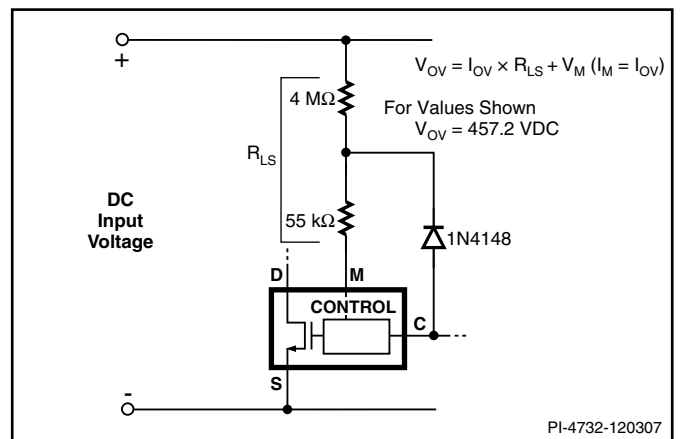 +
V_OV = I_OV × R_LS + V_M (I_M = I_OV)
4 MΩ
For Values Shown
V_OV = 457.2 VDC
R_LS
DC
Input
Voltage
55 kΩ
1N4148
D
M
CONTROL
C
S
-
PI-4732-120307